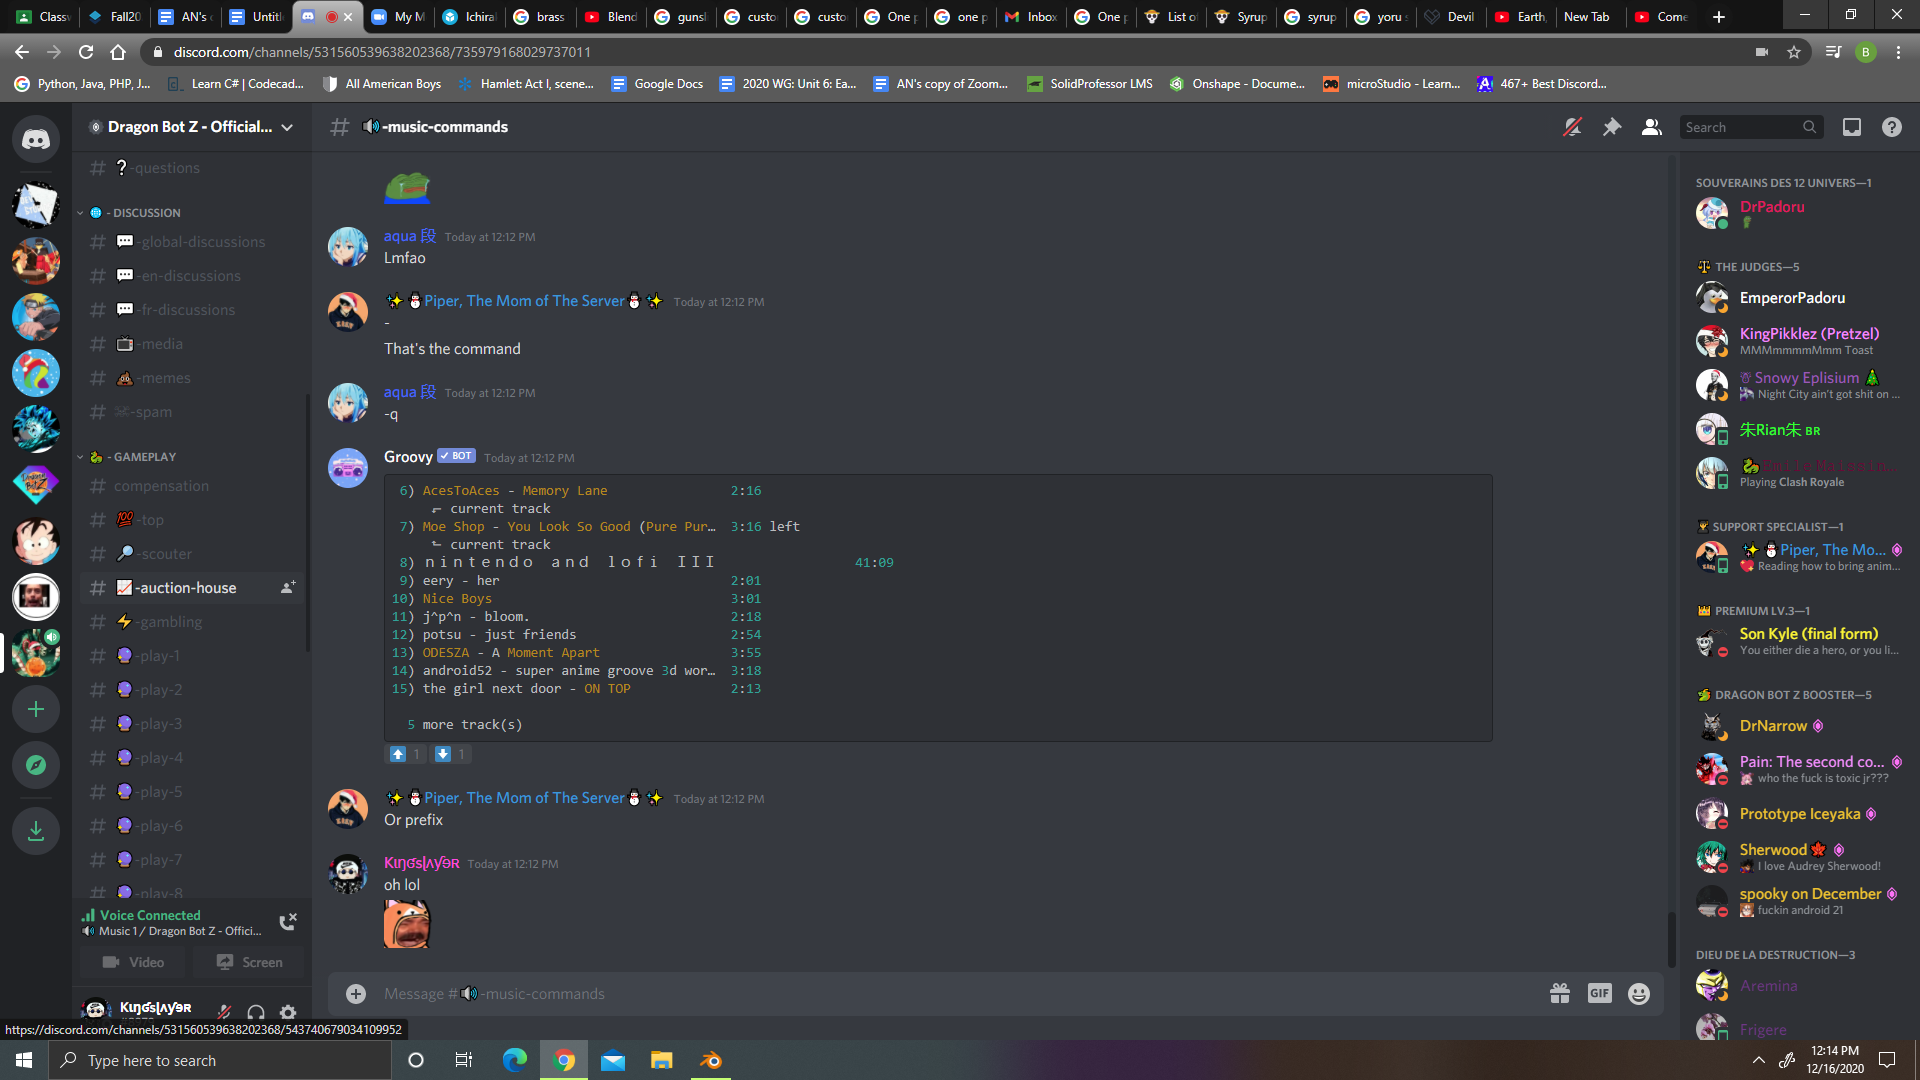 Classw
Fall20
AN's c
Untitle
My M
Ichiral
brass
Blend
gunsli
custo
custo
One p
one p
Inbox
One p
List of
Syrup
syrup
yoru s
Devil
Earth,
New Tab
Come
discord.com/channels/531560539638202368/735979168029737011
B
Python, Java, PHP, J...
Learn C# | Codecad...
All American Boys
Hamlet: Act I, scene...
Google Docs
2020 WG: Unit 6: Ea...
AN's copy of Zoom...
SolidProfessor LMS
Onshape - Docume...
microStudio - Learn...
467+ Best Discord...
Dragon Bot Z - Official...
❔-questions
🌐 - DISCUSSION
💬-global-discussions
💬-en-discussions
💬-fr-discussions
📺-media
💩-memes
-spam
🐉 - GAMEPLAY
compensation
💯-top
🔎-scouter
📈-auction-house
⚡-gambling
🔮-play-1
🔮-play-2
🔮-play-3
🔮-play-4
🔮-play-5
🔮-play-6
🔮-play-7
🔮-play-8
Voice Connected
Music 1 / Dragon Bot Z - Offici...
Video
Screen
Kıŋɠsʅʌƴɘʀ
https://discord.com/channels/531560539638202368/543740679034109952
🔊-music-commands
Search
aqua 段 Today at 12:12 PM
Lmfao
✨⛄Piper, The Mom of The Server⛄✨ Today at 12:12 PM
-
That's the command
aqua 段 Today at 12:12 PM
-q
Groovy ✓ BOT Today at 12:12 PM
6) AcesToAces - Memory Lane 2:16
⬐ current track
7) Moe Shop - You Look So Good (Pure Pur… 3:16 left
⬑ current track
8) ｎｉｎｔｅｎｄｏ ａｎｄ ｌｏｆｉ ＩＩＩ 41:09
9) eery - her 2:01
10) Nice Boys 3:01
11) j^p^n - bloom. 2:18
12) potsu - just friends 2:54
13) ODESZA - A Moment Apart 3:55
14) android52 - super anime groove 3d wor… 3:18
15) the girl next door - ON TOP 2:13
5 more track(s)
⬆ 1 ⬇ 1
✨⛄Piper, The Mom of The Server⛄✨ Today at 12:12 PM
Or prefix
Kıŋɠsʅʌƴɘʀ Today at 12:12 PM
oh lol
Message #🔊-music-commands
GIF
SOUVERAINS DES 12 UNIVERS—1
DrPadoru
THE JUDGES—5
EmperorPadoru
KingPikklez (Pretzel)
MMMmmmmMmm Toast
☃Snowy Eplisium🎄
Night City ain't got shit on ...
朱Rian朱 BR
Playing Clash Royale
SUPPORT SPECIALIST—1
✨⛄Piper, The Mo...
Reading how to bring anim...
PREMIUM LV.3—1
Son Kyle (final form)
You either die a hero, or you li...
DRAGON BOT Z BOOSTER—5
DrNarrow
Pain: The second co...
who the fuck is toxic jr???
Prototype Iceyaka
Sherwood🍁
I love Audrey Sherwood!
spooky on December
fuckin android 21
DIEU DE LA DESTRUCTION—3
Aremina
Frigere
Type here to search
12:14 PM
12/16/2020